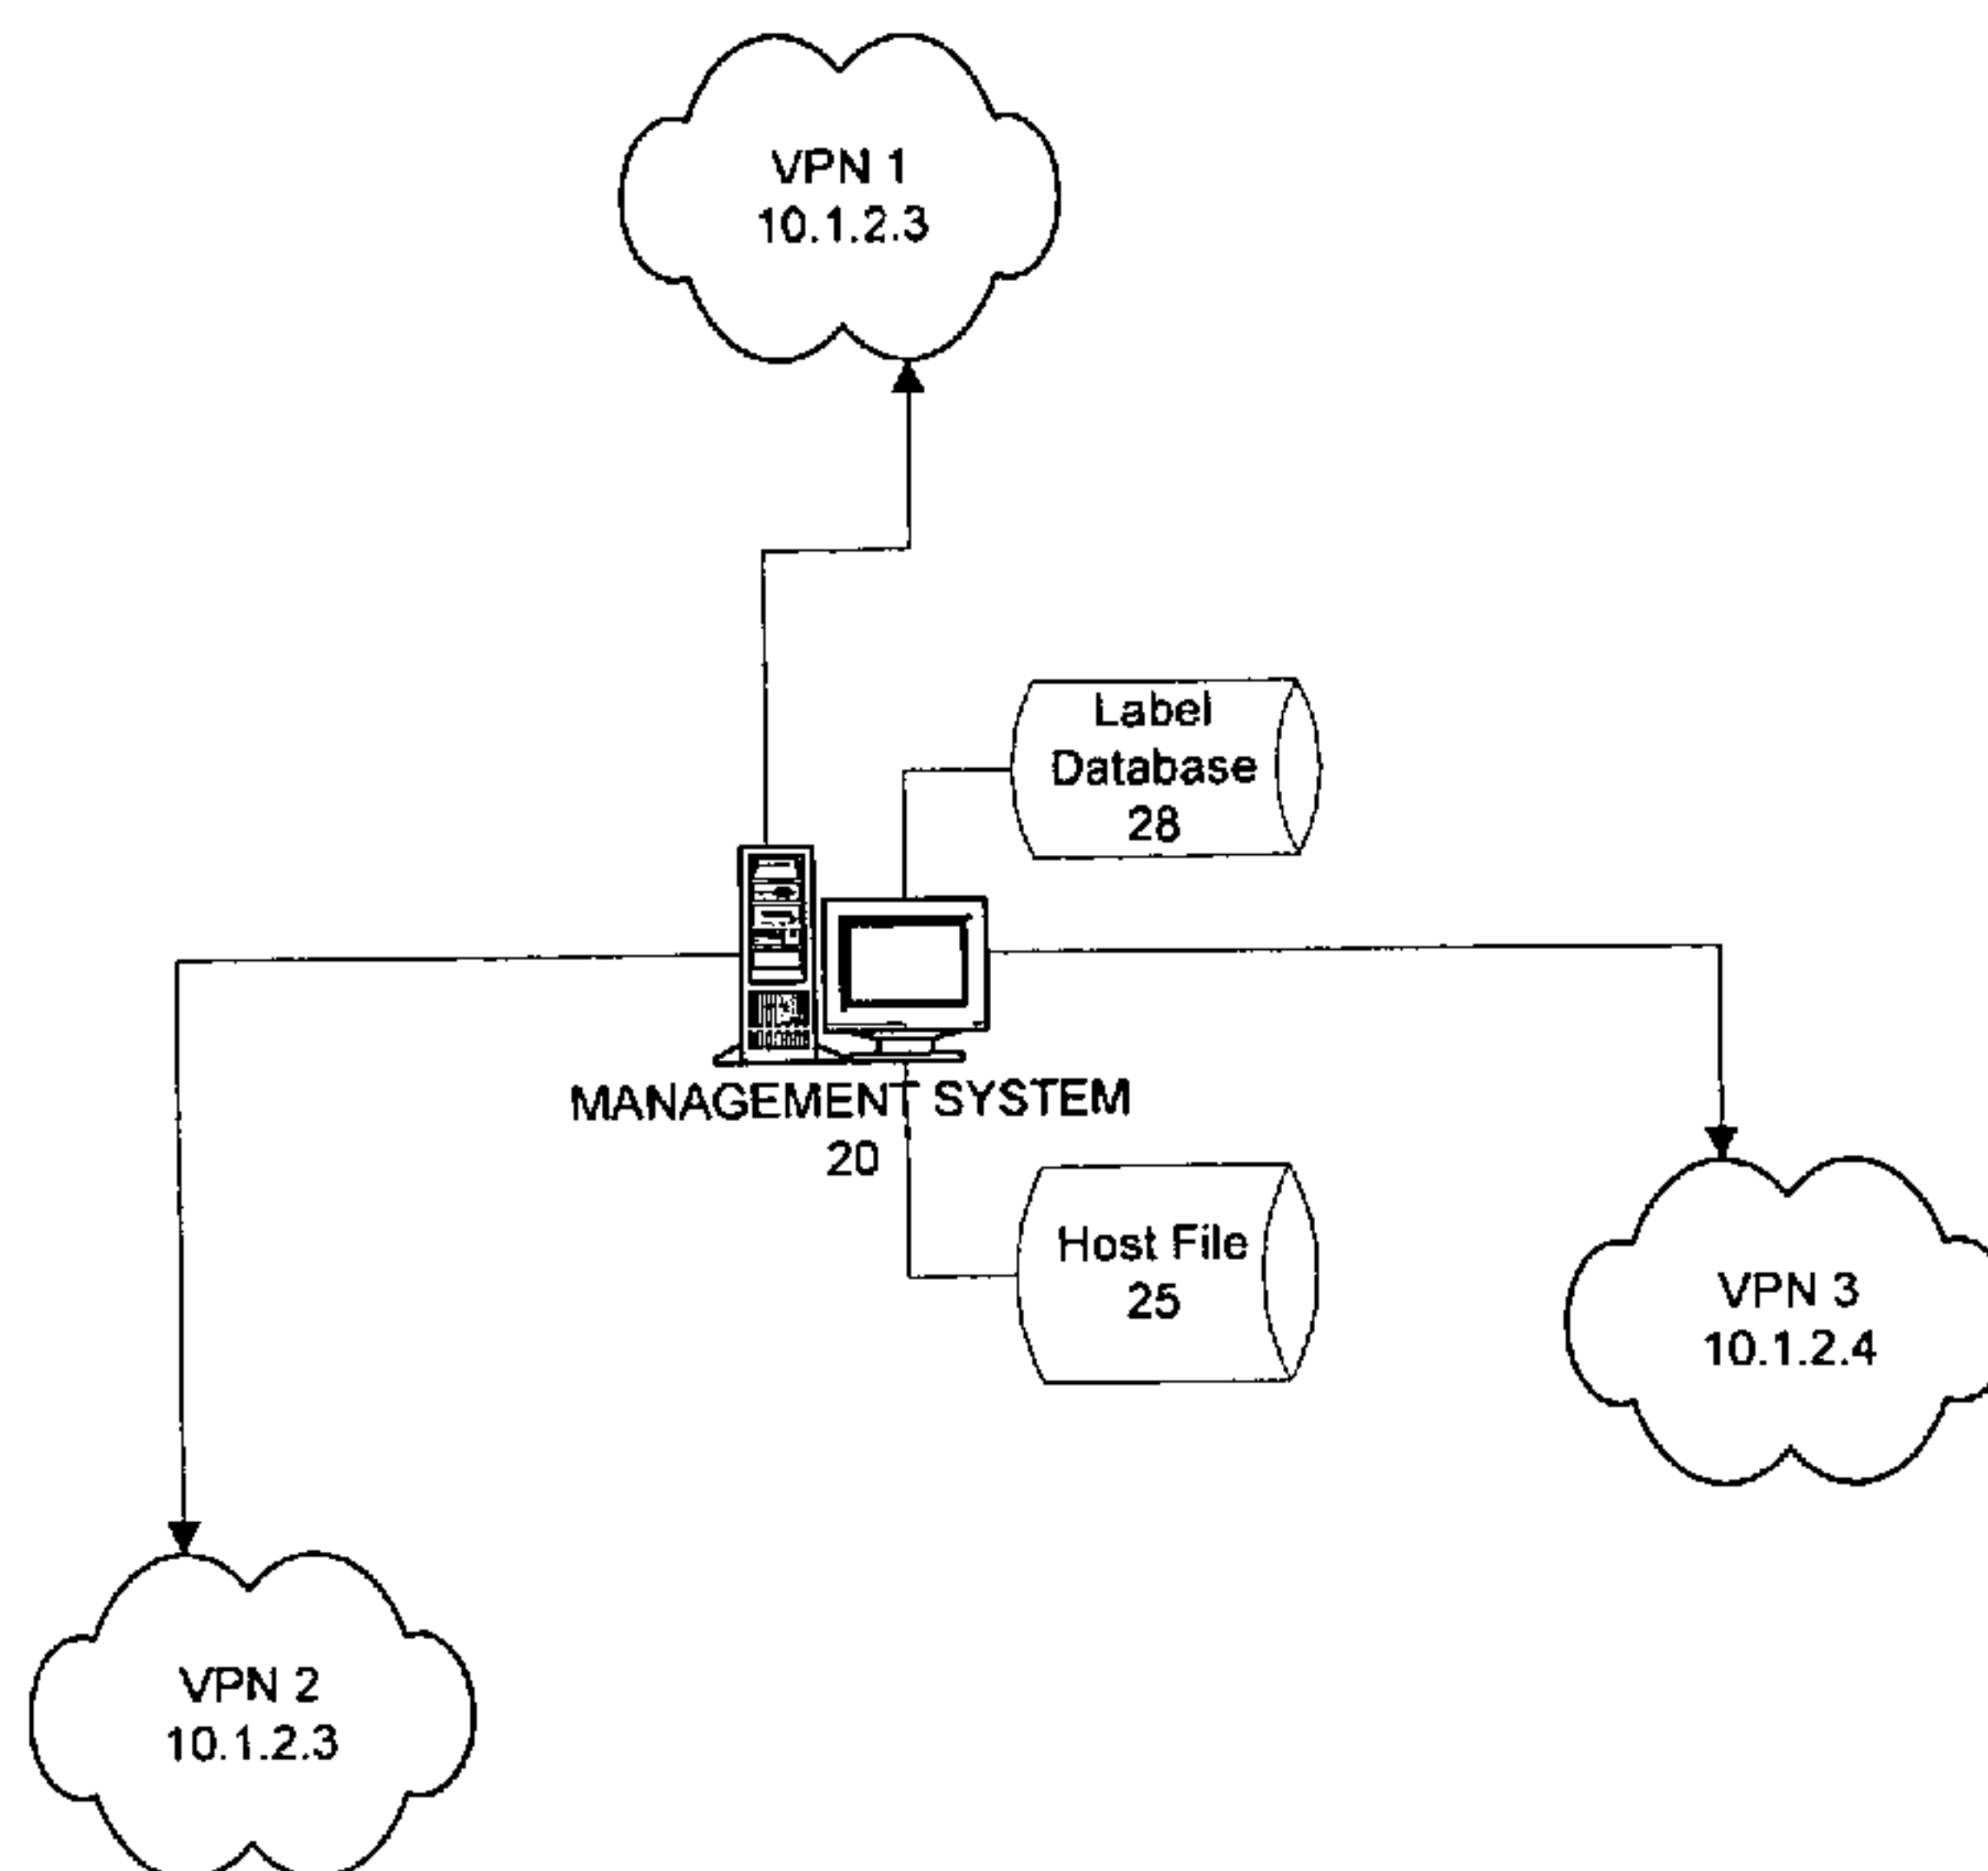 VPN 1
10.1.2.3
Label
Database
28
MANAGEMENT SYSTEM
20
Host File
25
VPN 3
10.1.2.4
VPN 2
10.1.2.3